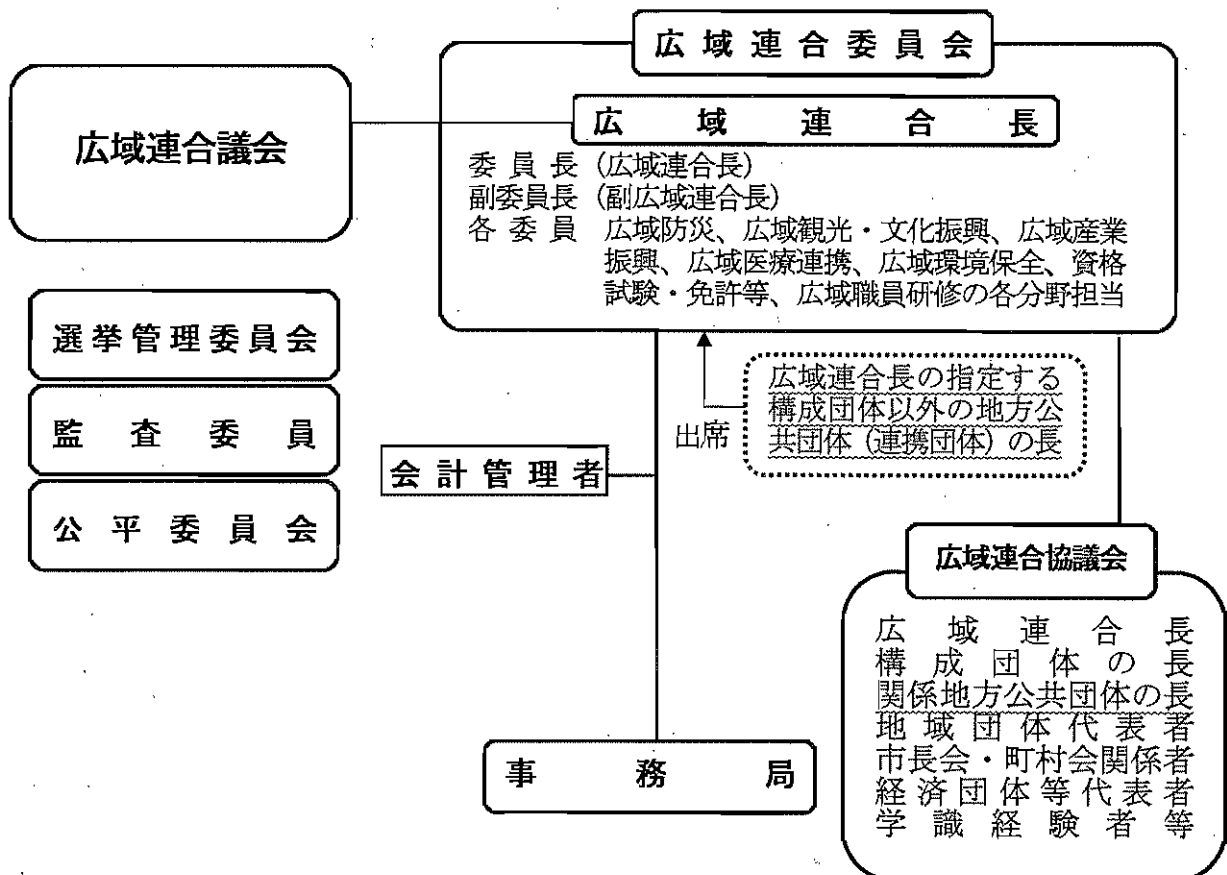 広域連合委員会
広域連合議会
広域連合長
委員長（広域連合長）
副委員長（副広域連合長）
各委員　広域防災、広域観光・文化振興、広域産業
振興、広域医療連携、広域環境保全、資格
試験・免許等、広域職員研修の各分野担当
選挙管理委員会
監査委員
公平委員会
出席
広域連合長の指定する
構成団体以外の地方公
共団体（連携団体）の長
会計管理者
広域連合協議会
広域連合長
構成団体の長
関係地方公共団体の長
地域団体代表者
市長会・町村会関係者
経済団体等代表者
学識経験者等
事務局